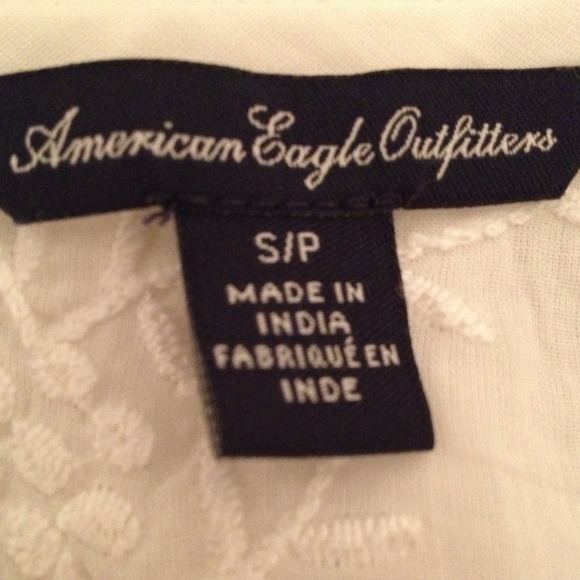 American Eagle Outfitters
S/P
MADE IN
INDIA
FABRIQUÉ EN
INDE